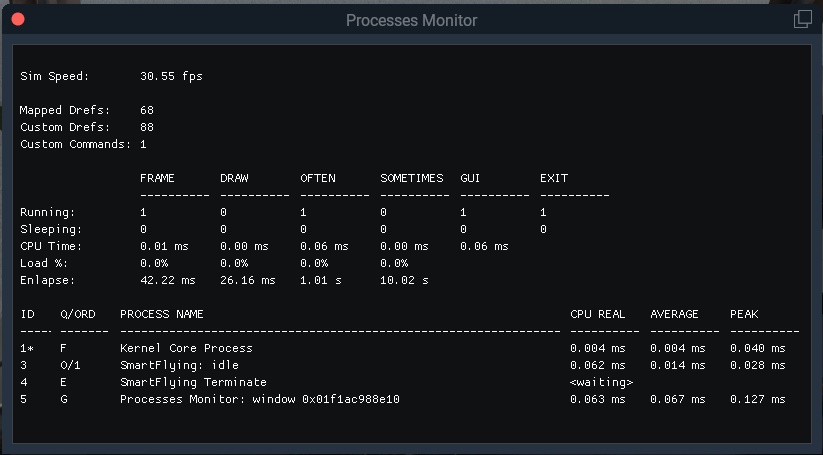 Processes Monitor
Sim Speed: 30.55 fps
Mapped Drefs: 68
Custom Drefs: 88
Custom Commands: 1
FRAME DRAW OFTEN SOMETIMES GUI EXIT
---------- ---------- ---------- ---------- ---------- ----------
Running: 1 0 1 0 1 1
Sleeping: 0 0 0 0 0 0
CPU Time: 0.01 ms 0.00 ms 0.06 ms 0.00 ms 0.06 ms
Load %: 0.0% 0.0% 0.0% 0.0%
Enlapse: 42.22 ms 26.16 ms 1.01 s 10.02 s
ID Q/ORD PROCESS NAME CPU REAL AVERAGE PEAK
----- ------- ------------------------------------------------------------------ ---------- ---------- ----------
1* F Kernel Core Process 0.004 ms 0.004 ms 0.040 ms
3 O/1 SmartFlying: idle 0.062 ms 0.014 ms 0.028 ms
4 E SmartFlying Terminate <waiting>
5 G Processes Monitor: window 0x01f1ac988e10 0.063 ms 0.067 ms 0.127 ms